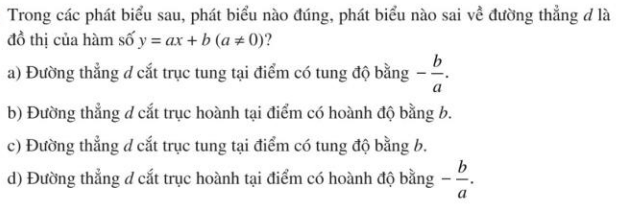 Trong các phát biểu sau, phát biểu nào đúng, phát biểu nào sai về đường thẳng d là
đồ thị của hàm số y = ax + b (a ≠ 0)?
a) Đường thẳng d cắt trục tung tại điểm có tung độ bằng − b/a.
b) Đường thẳng d cắt trục hoành tại điểm có hoành độ bằng b.
c) Đường thẳng d cắt trục tung tại điểm có tung độ bằng b.
d) Đường thẳng d cắt trục hoành tại điểm có hoành độ bằng − b/a.